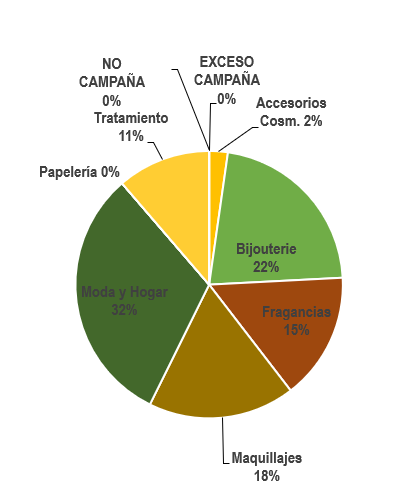 NO
CAMPAÑA
0%
EXCESO
CAMPAÑA
0%
Accesorios
Cosm. 2%
Tratamiento
11%
Papelería 0%
Bijouterie
22%
Moda y Hogar
32%
Fragancias
15%
Maquillajes
18%